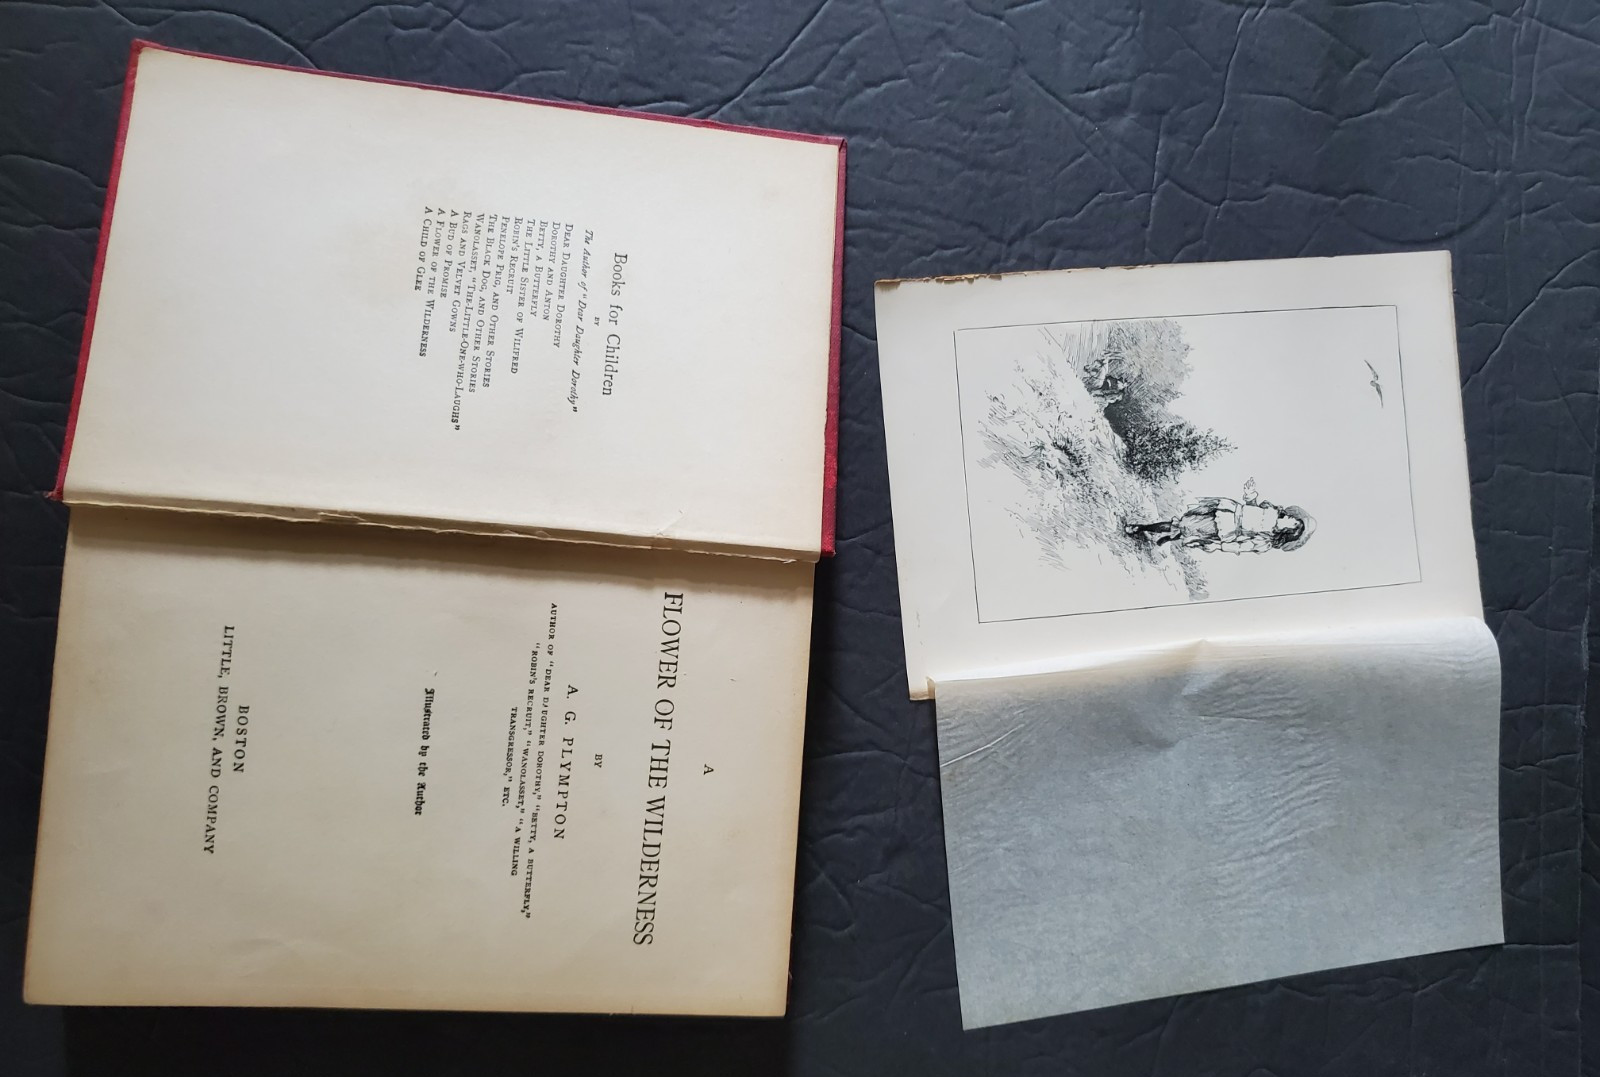 Books for Children
BY
The Author of "Dear Daughter Dorothy"
DEAR DAUGHTER DOROTHY
DOROTHY AND ANTON
BETTY, A BUTTERFLY
THE LITTLE SISTER OF WILIFRED
ROBIN'S RECRUIT
PENELOPE PRIG, AND OTHER STORIES
THE BLACK DOG, AND OTHER STORIES
WANOLASSET, "THE-LITTLE-ONE-WHO-LAUGHS"
RAGS AND VELVET GOWNS
A BUD OF PROMISE
A FLOWER OF THE WILDERNESS
A CHILD OF GLEE
A
FLOWER OF THE WILDERNESS
BY
A. G. PLYMPTON
AUTHOR OF "DEAR DAUGHTER DOROTHY," "BETTY, A BUTTERFLY,"
"ROBIN'S RECRUIT," "WANOLASSET," "A WILLING
TRANSGRESSOR," ETC.
Illustrated by the Author
BOSTON
LITTLE, BROWN, AND COMPANY